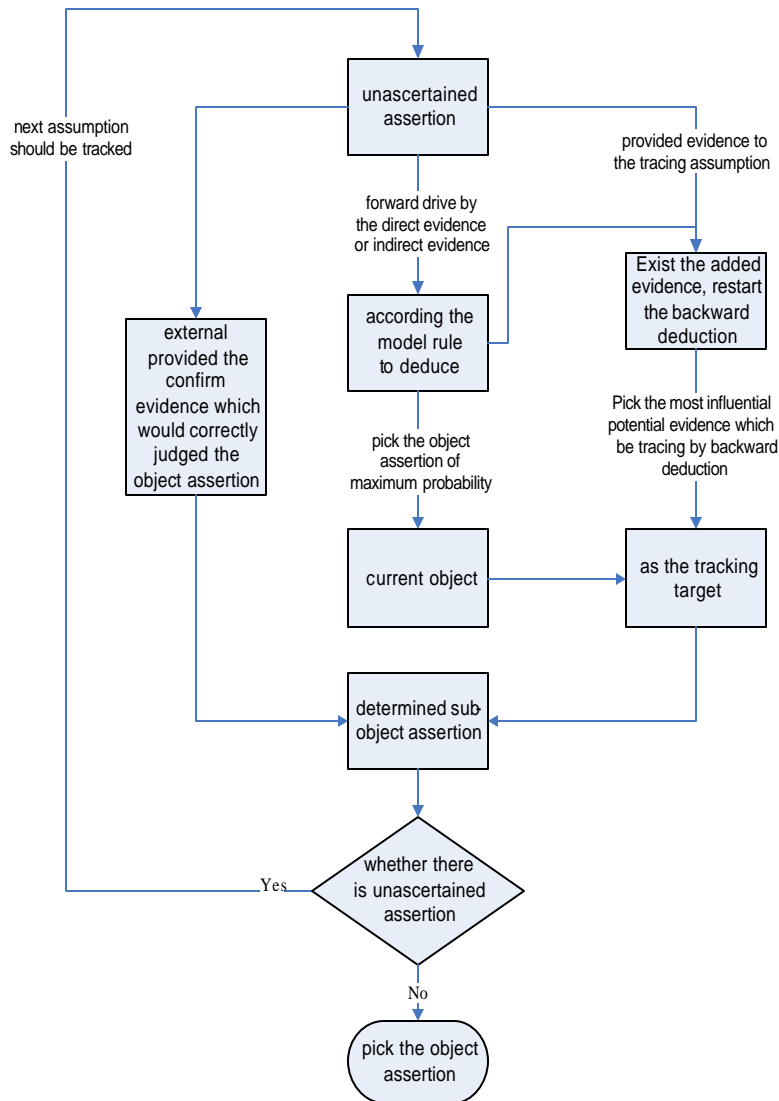 unascertained
assertion
next assumption
should be tracked
provided evidence to
the tracing assumption
forward drive by
the direct evidence
or indirect evidence
Exist the added
evidence, restart
the backward
deduction
according the
model rule
to deduce
external
provided the
confirm
evidence which
would correctly
judged the
object assertion
Pick the most influential
potential evidence which
be tracing by backward
deduction
pick the object
assertion of
maximum probability
current object
as the tracking
target
determined sub-
object assertion
whether there
is unascertained
assertion
Yes
No
pick the object
assertion